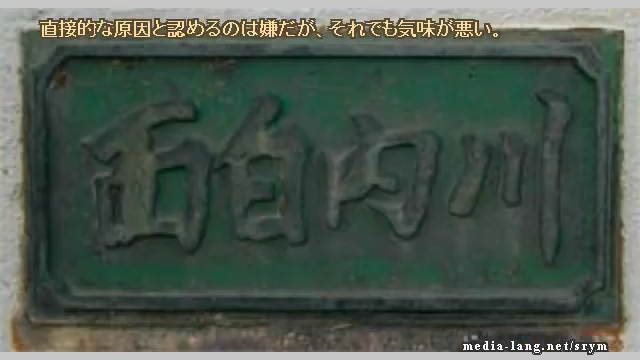 直接的な原因と認めるのは嫌だが、それでも気味が悪い。
面白内川
media-lang.net/srym